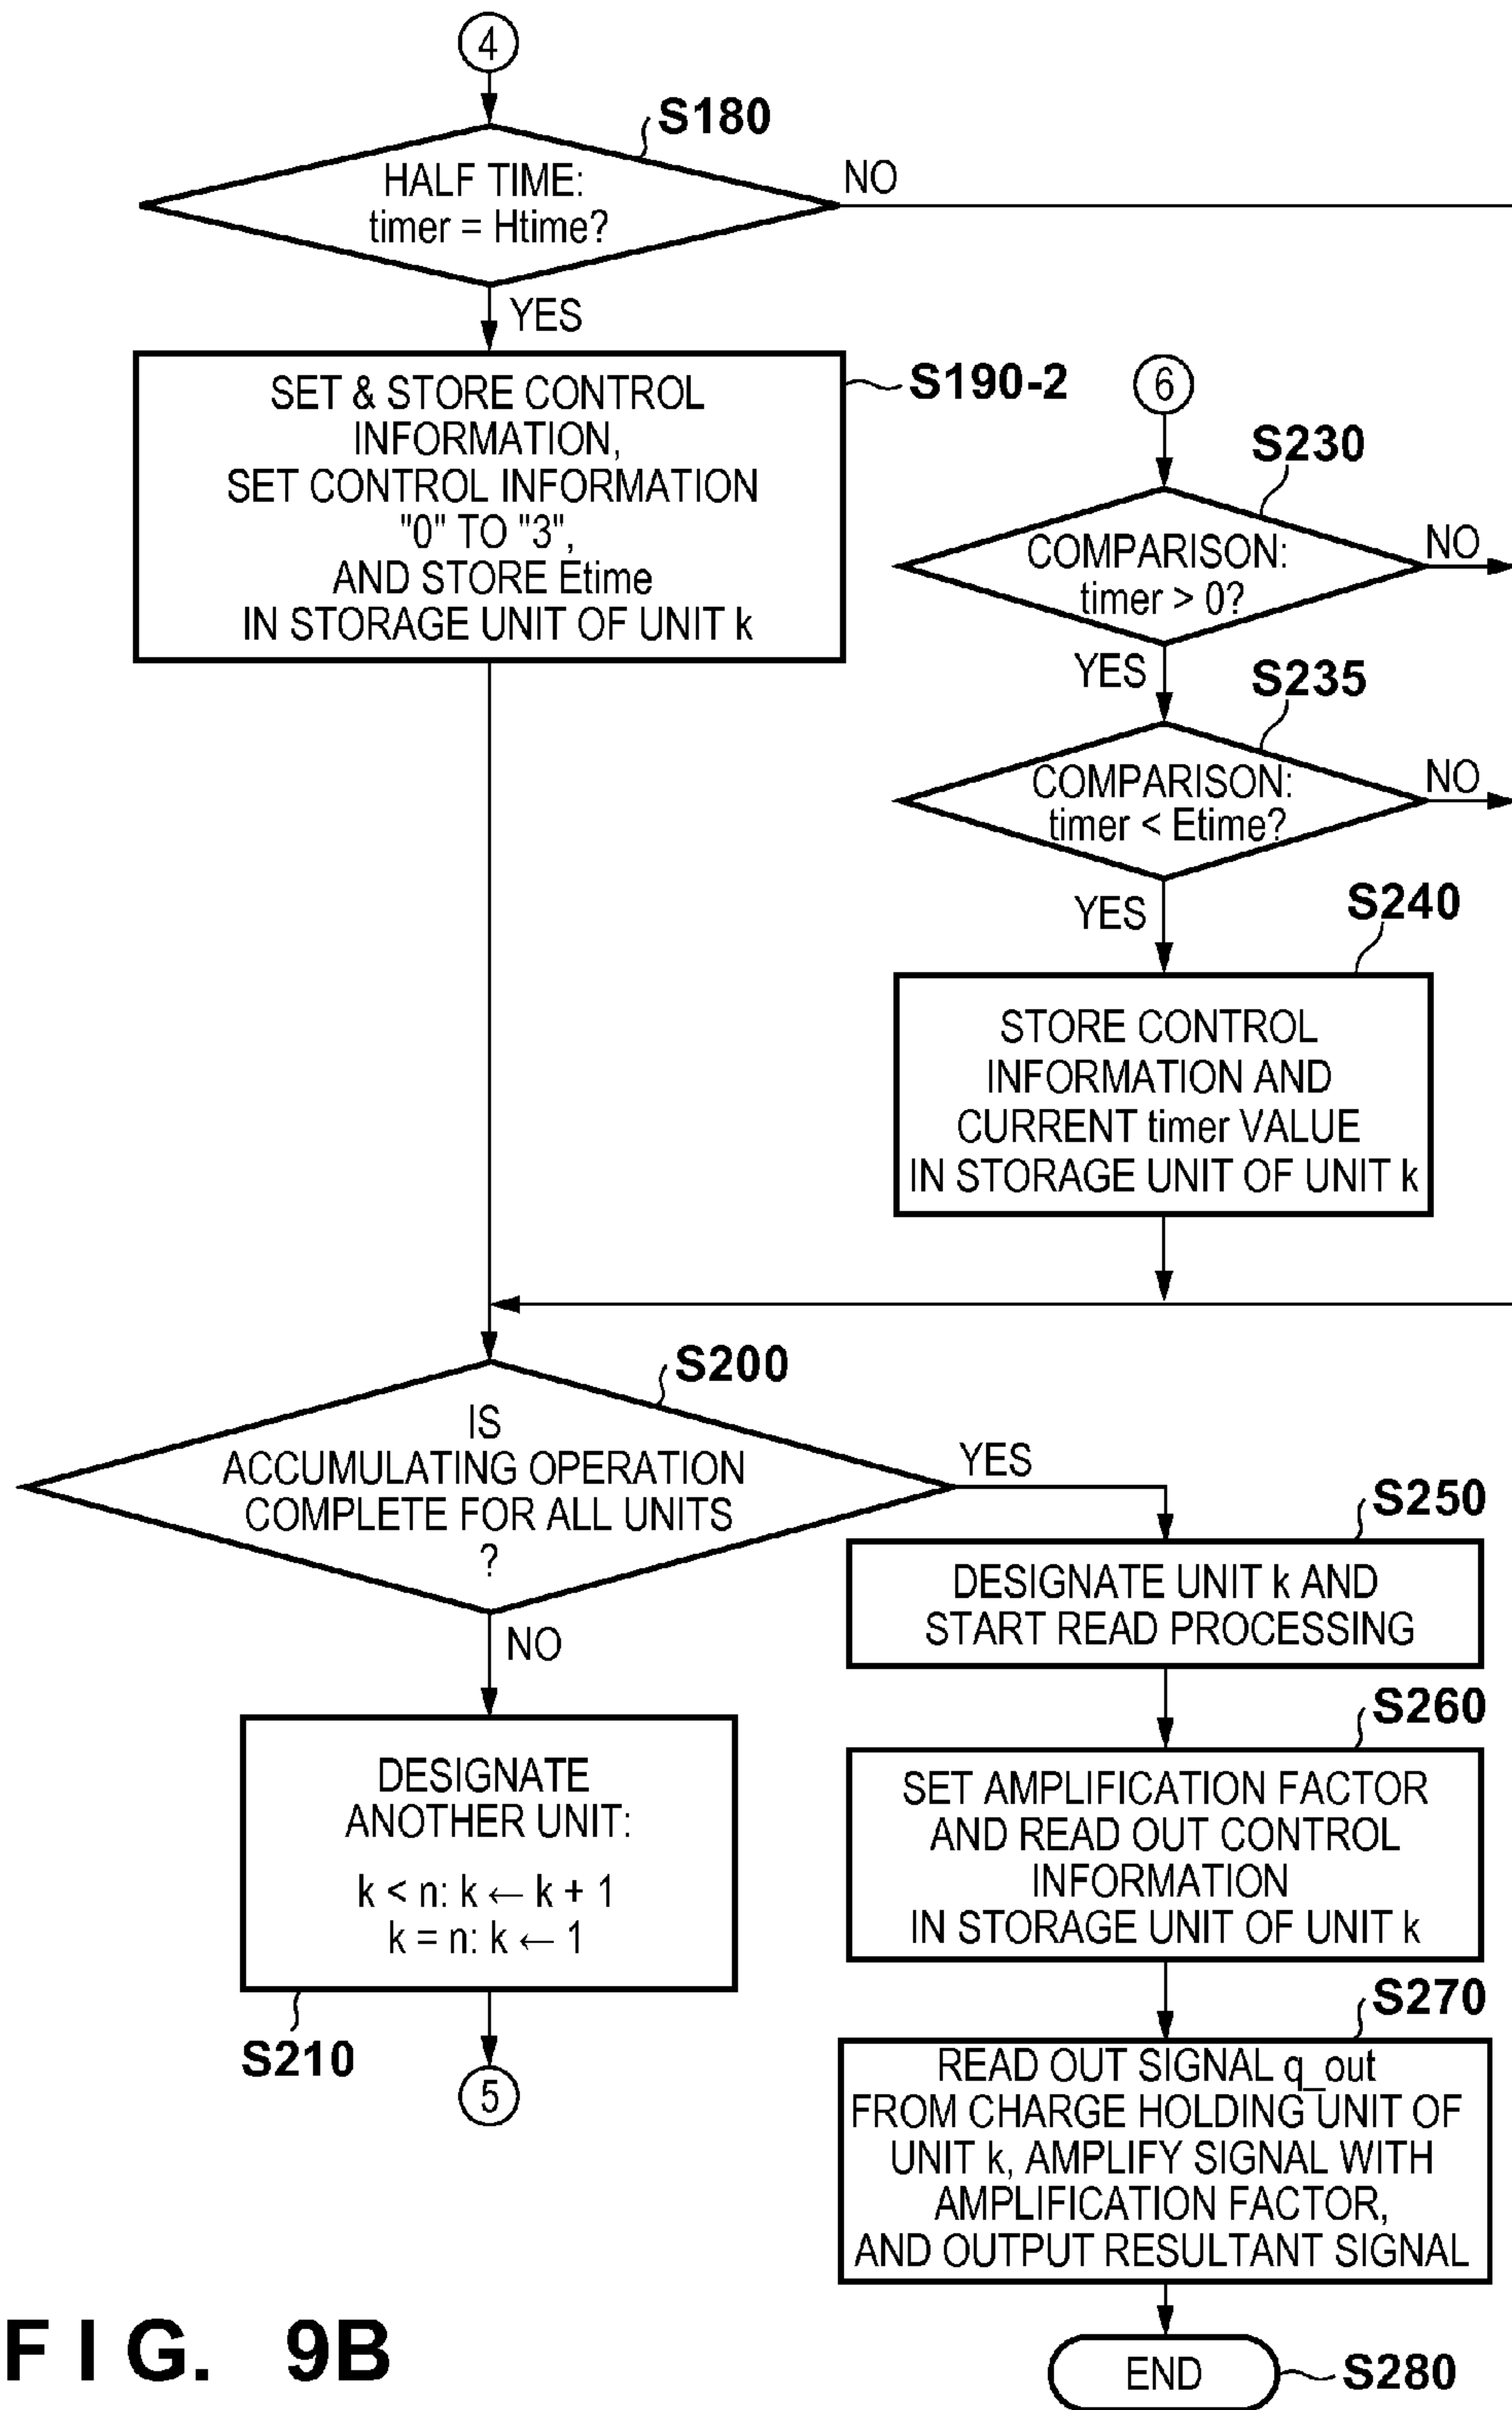 4
S180
HALF TIME:
timer = Htime?
NO
YES
SET & STORE CONTROL
INFORMATION,
SET CONTROL INFORMATION
"0" TO "3",
AND STORE Etime
IN STORAGE UNIT OF UNIT k
S190-2
6
S230
COMPARISON:
timer > 0?
NO
YES
S235
COMPARISON:
timer < Etime?
NO
YES
S240
STORE CONTROL
INFORMATION AND
CURRENT timer VALUE
IN STORAGE UNIT OF UNIT k
S200
IS
ACCUMULATING OPERATION
COMPLETE FOR ALL UNITS
?
YES
NO
S250
DESIGNATE UNIT k AND
START READ PROCESSING
S260
SET AMPLIFICATION FACTOR
AND READ OUT CONTROL
INFORMATION
IN STORAGE UNIT OF UNIT k
DESIGNATE
ANOTHER UNIT:
k < n: k ← k + 1
k = n: k ← 1
S210
5
S270
READ OUT SIGNAL q_out
FROM CHARGE HOLDING UNIT OF
UNIT k, AMPLIFY SIGNAL WITH
AMPLIFICATION FACTOR,
AND OUTPUT RESULTANT SIGNAL
END
S280
FIG. 9B